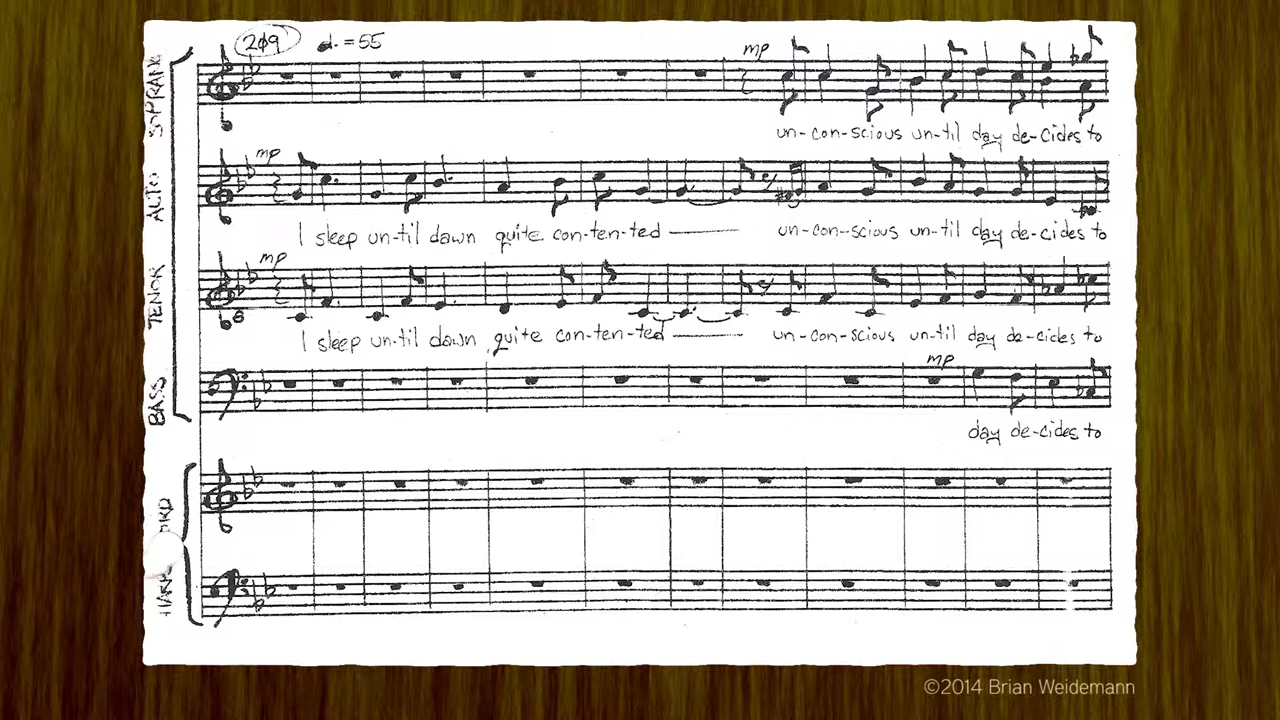 209 = 55
SOPRANO
mp
un-con-scious un-til day de-cides to
ALTO
mp
I sleep un-til dawn quite con-ten-ted un-con-scious un-til day de-cides to
TENOR
mp
8
I sleep un-til dawn quite con-ten-ted un-con-scious un-til day de-cides to
BASS
mp
day de-cides to
©2014 Brian Weidemann